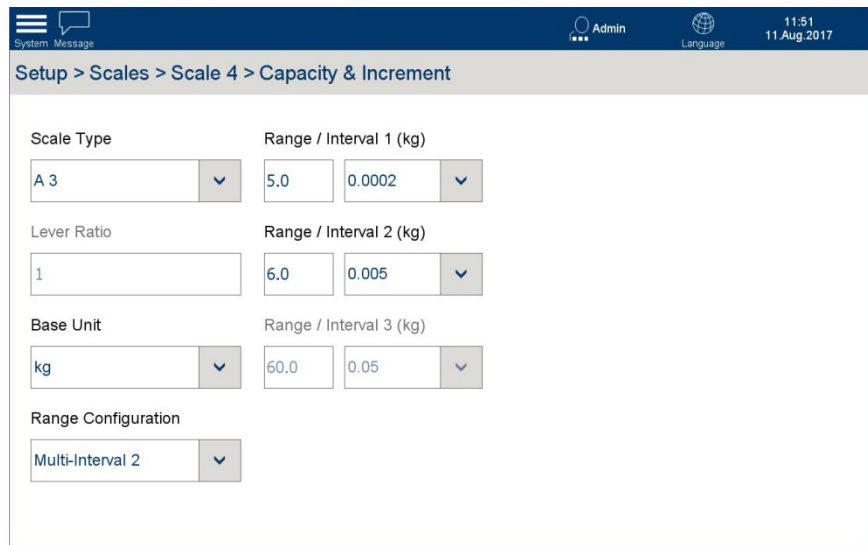 System Message
Admin
Language
11:51
11.Aug.2017
Setup > Scales > Scale 4 > Capacity & Increment
Scale Type
A 3
Range / Interval 1 (kg)
5.0 0.0002
Lever Ratio
1
Range / Interval 2 (kg)
6.0 0.005
Base Unit
kg
Range / Interval 3 (kg)
60.0 0.05
Range Configuration
Multi-Interval 2